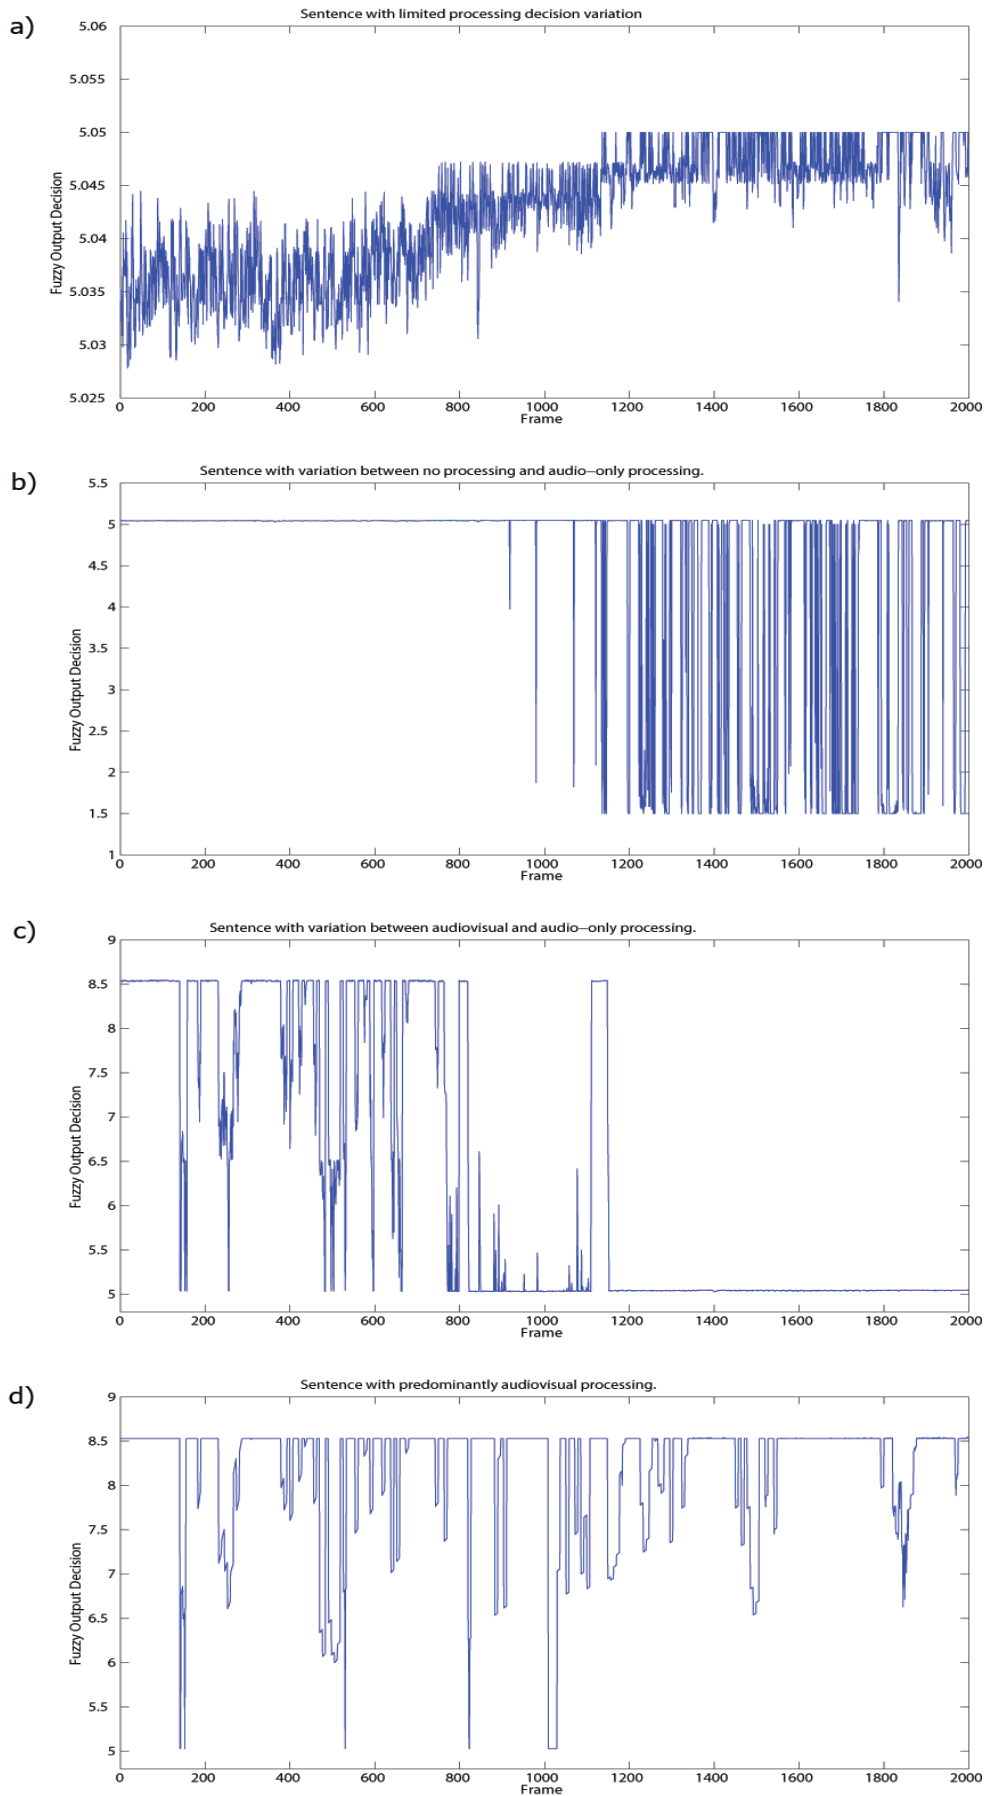 a)
Sentence with limited processing decision variation
5.06
5.055
5.05
5.045
5.04
5.035
5.03
5.025
Fuzzy Output Decision
0 200 400 600 800 1000 1200 1400 1600 1800 2000
Frame
b)
Sentence with variation between no processing and audio-only processing.
5.5
5
4.5
4
3.5
3
2.5
2
1.5
1
Fuzzy Output Decision
0 200 400 600 800 1000 1200 1400 1600 1800 2000
Frame
c)
Sentence with variation between audiovisual and audio-only processing.
9
8.5
8
7.5
7
6.5
6
5.5
5
Fuzzy Output Decision
0 200 400 600 800 1000 1200 1400 1600 1800 2000
Frame
d)
Sentence with predominantly audiovisual processing.
9
8.5
8
7.5
7
6.5
6
5.5
5
Fuzzy Output Decision
0 200 400 600 800 1000 1200 1400 1600 1800 2000
Frame